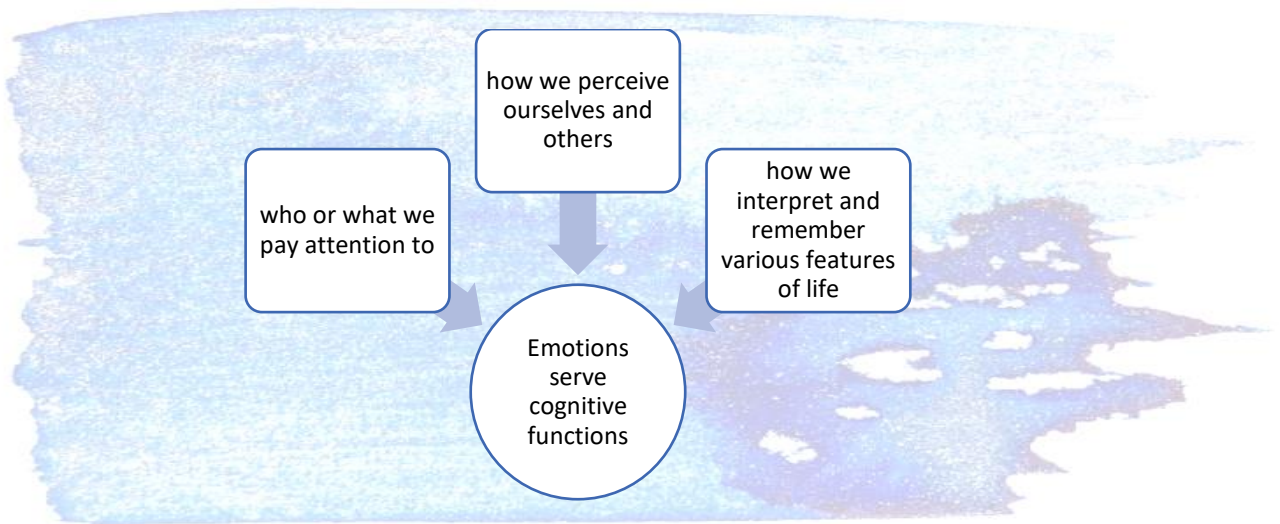 who or what we
pay attention to
how we perceive
ourselves and
others
how we
interpret and
remember
various features
of life
Emotions
serve
cognitive
functions